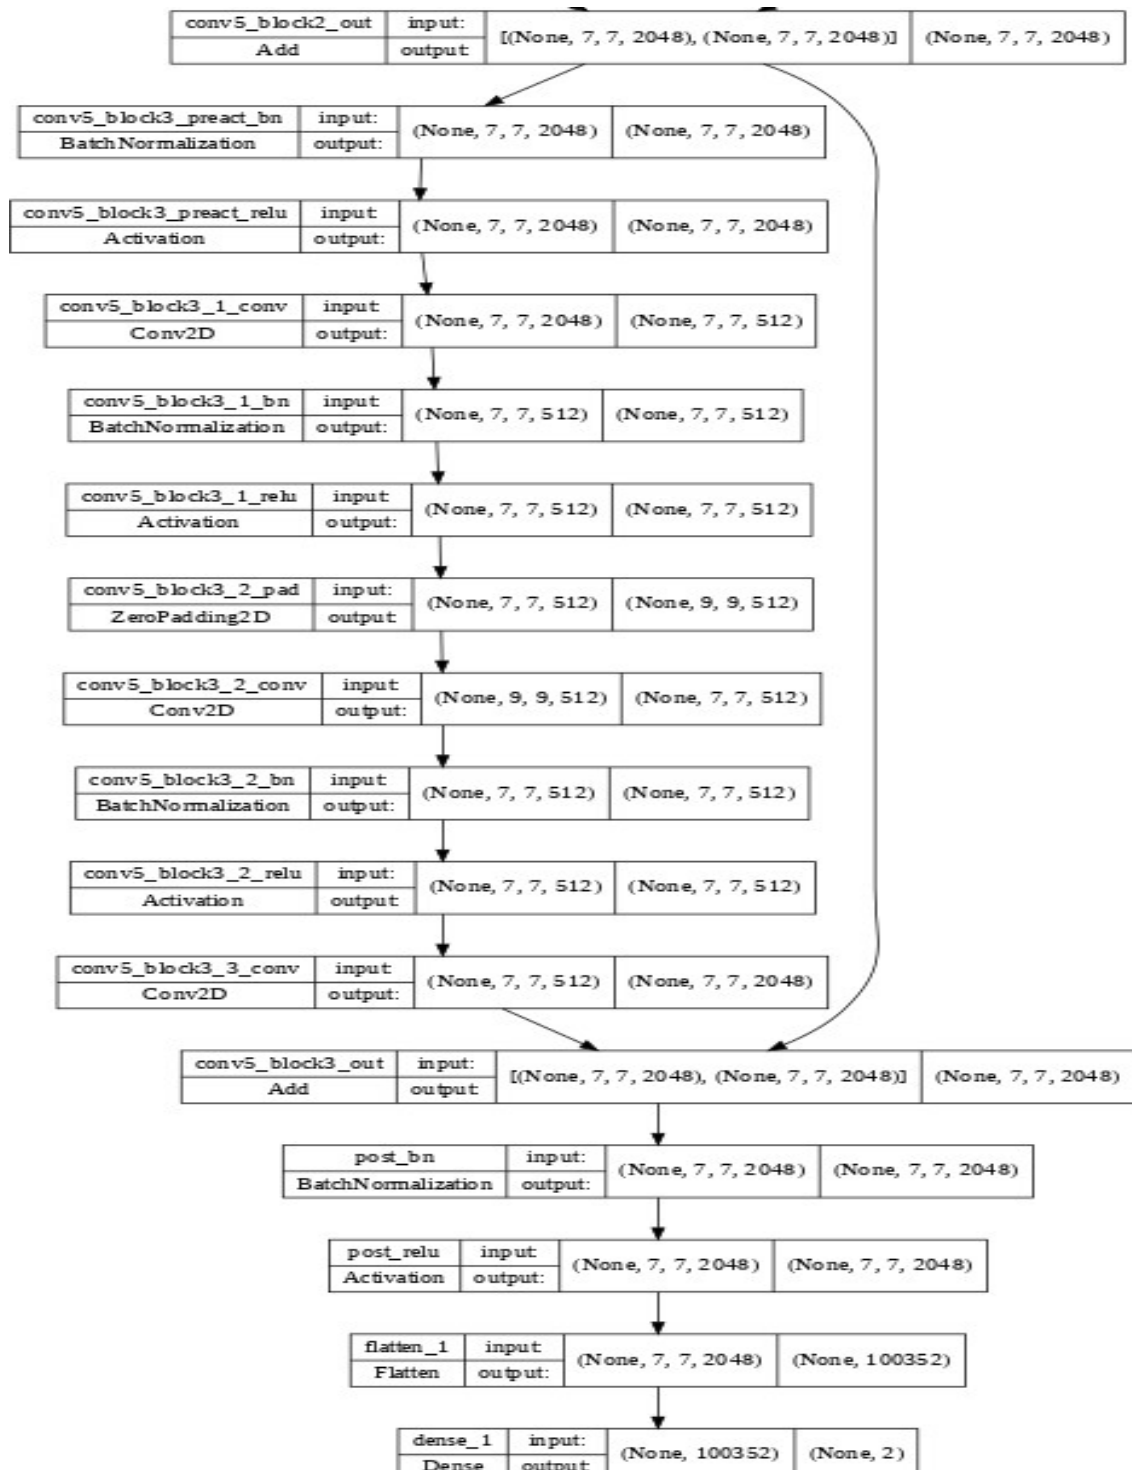 conv5_block2_out input: [(None, 7, 7, 2048), (None, 7, 7, 2048)] (None, 7, 7, 2048)
Add output
conv5_block3_preact_bn input: (None, 7, 7, 2048) (None, 7, 7, 2048)
BatchNormalization output:
conv5_block3_preact_relu input (None, 7, 7, 2048) (None, 7, 7, 2048)
Activation output:
conv5_block3_1_conv input (None, 7, 7, 2048) (None, 7, 7, 512)
Conv2D output:
conv5_block3_1_bn input (None, 7, 7, 512) (None, 7, 7, 512)
BatchNormalization output:
conv5_block3_1_relu input (None, 7, 7, 512) (None, 7, 7, 512)
Activation output:
conv5_block3_2_pad input: (None, 7, 7, 512) (None, 9, 9, 512)
ZeroPadding2D output
conv5_block3_2_conv input (None, 9, 9, 512) (None, 7, 7, 512)
Conv2D output:
conv5_block3_2_bn input (None, 7, 7, 512) (None, 7, 7, 512)
BatchNormalization output:
conv5_block3_2_relu input: (None, 7, 7, 512) (None, 7, 7, 512)
Activation output
conv5_block3_3_conv input (None, 7, 7, 512) (None, 7, 7, 2048)
Conv2D output:
conv5_block3_out input: [(None, 7, 7, 2048), (None, 7, 7, 2048)] (None, 7, 7, 2048)
Add output
post_bn input: (None, 7, 7, 2048) (None, 7, 7, 2048)
BatchNormalization output:
post_relu input (None, 7, 7, 2048) (None, 7, 7, 2048)
Activation output:
flatten_1 input (None, 7, 7, 2048) (None, 100352)
Flatten output:
dense_1 input: (None, 100352) (None, 2)
Dense output